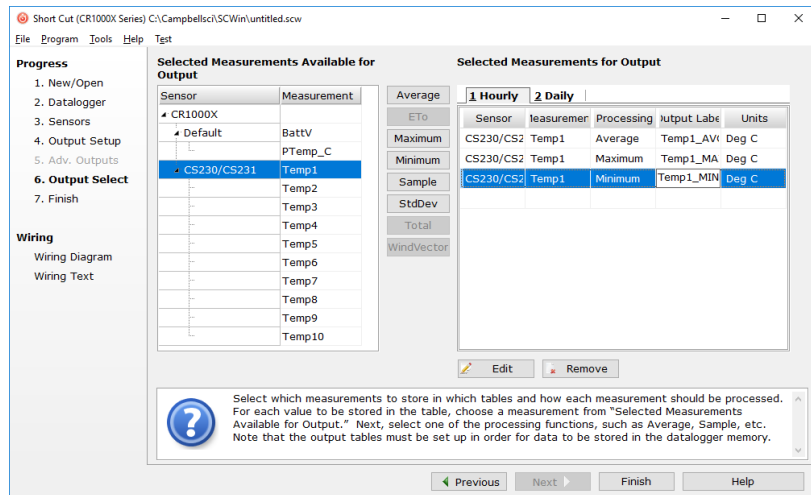 Short Cut (CR1000X Series) C:\Campbellsci\SCWin\untitled.scw
File Program Tools Help Test
Progress
1. New/Open
2. Datalogger
3. Sensors
4. Output Setup
5. Adv. Outputs
6. Output Select
7. Finish
Wiring
Wiring Diagram
Wiring Text
Selected Measurements Available for
Output
Sensor Measurement
CR1000X
Default BattV
PTemp_C
CS230/CS231 Temp1
Temp2
Temp3
Temp4
Temp5
Temp6
Temp7
Temp8
Temp9
Temp10
Average
ETo
Maximum
Minimum
Sample
StdDev
Total
WindVector
Selected Measurements for Output
1 Hourly 2 Daily
Sensor Measuremer Processing Output Labe Units
CS230/CS2 Temp1 Average Temp1_AV( Deg C
CS230/CS2 Temp1 Maximum Temp1_MA Deg C
CS230/CS2 Temp1 Minimum Temp1_MIN Deg C
Edit Remove
Select which measurements to store in which tables and how each measurement should be processed.
For each value to be stored in the table, choose a measurement from "Selected Measurements
Available for Output." Next, select one of the processing functions, such as Average, Sample, etc.
Note that the output tables must be set up in order for data to be stored in the datalogger memory.
Previous Next Finish Help